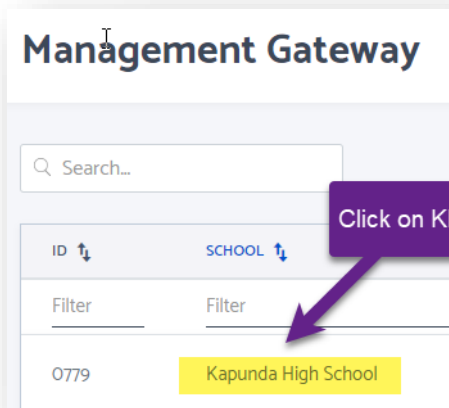 Management Gateway
Search...
Click on
ID SCHOOL
Filter Filter
0779 Kapunda High School